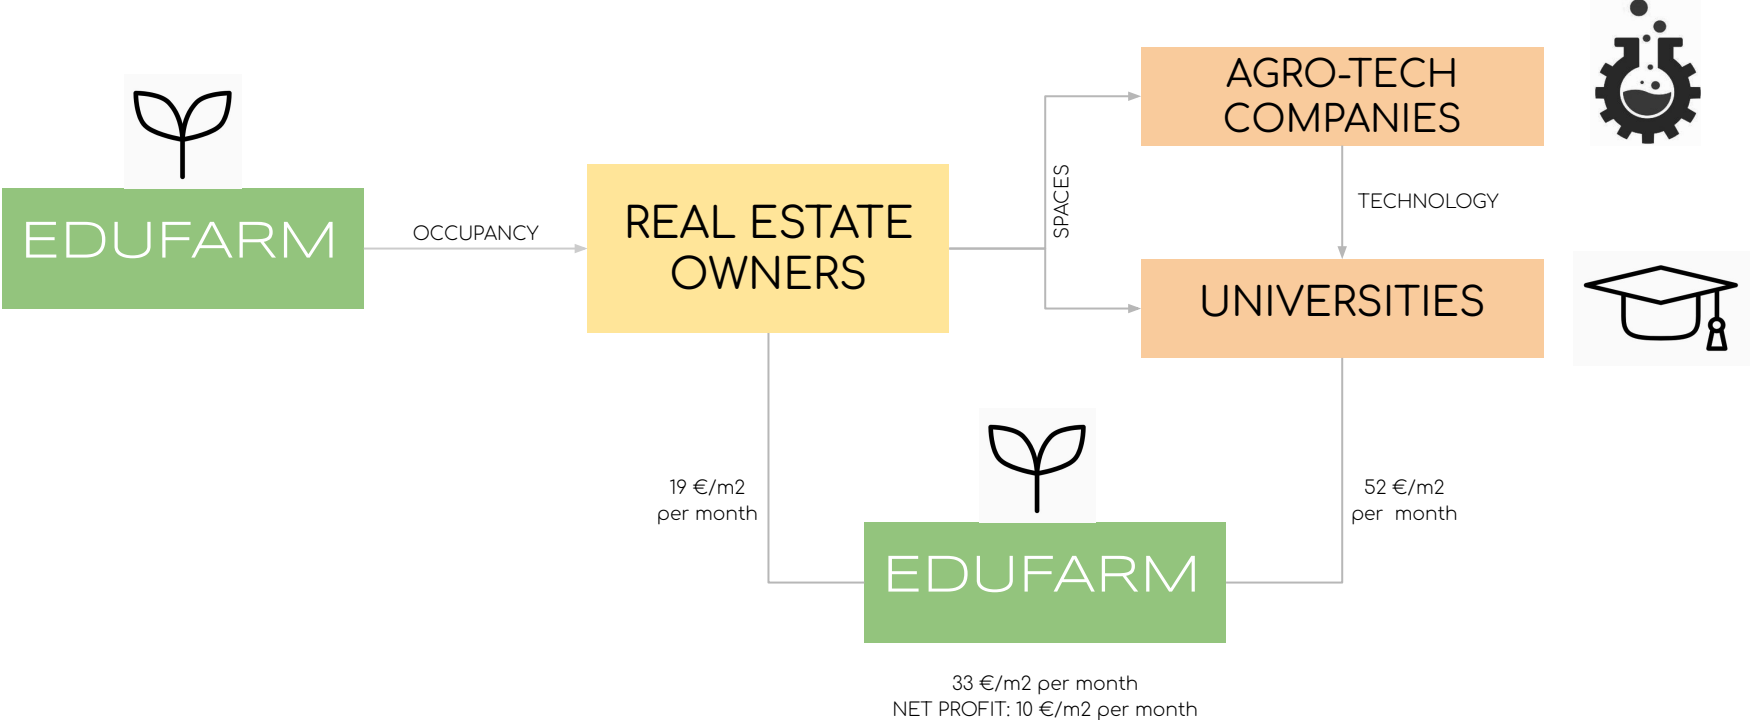 EDUFARM
OCCUPANCY
REAL ESTATE
OWNERS
SPACES
AGRO-TECH
COMPANIES
TECHNOLOGY
UNIVERSITIES
19 €/m2
per month
52 €/m2
per month
EDUFARM
33 €/m2 per month
NET PROFIT: 10 €/m2 per month